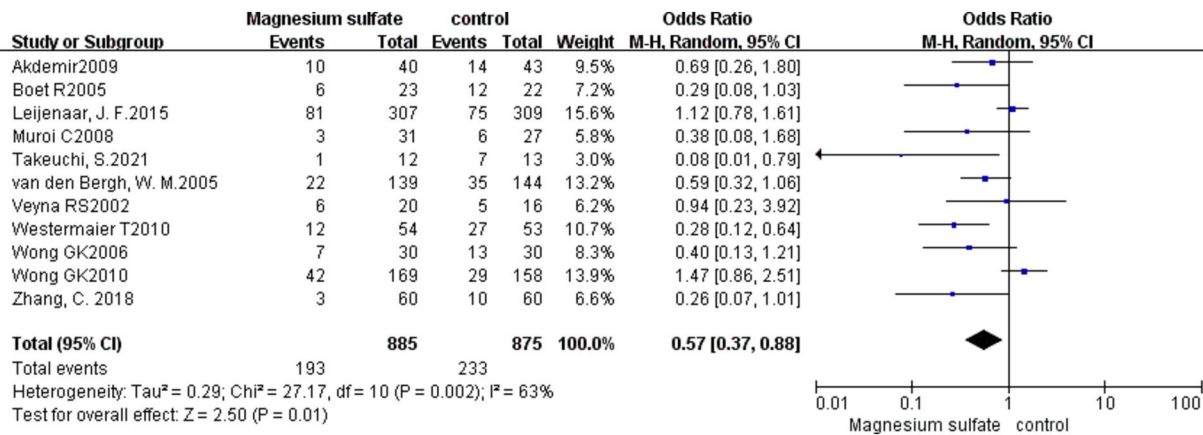 Magnesium sulfate control Odds Ratio Odds Ratio
Study or Subgroup Events Total Events Total Weight M-H, Random, 95% CI M-H, Random, 95% CI
Akdemir2009 10 40 14 43 9.5% 0.69 [0.26, 1.80]
Boet R2005 6 23 12 22 7.2% 0.29 [0.08, 1.03]
Leijenaar, J. F.2015 81 307 75 309 15.6% 1.12 [0.78, 1.61]
Muroi C2008 3 31 6 27 5.8% 0.38 [0.08, 1.68]
Takeuchi, S.2021 1 12 7 13 3.0% 0.08 [0.01, 0.79]
van den Bergh, W. M.2005 22 139 35 144 13.2% 0.59 [0.32, 1.06]
Veyna RS2002 6 20 5 16 6.2% 0.94 [0.23, 3.92]
Westermaier T2010 12 54 27 53 10.7% 0.28 [0.12, 0.64]
Wong GK2006 7 30 13 30 8.3% 0.40 [0.13, 1.21]
Wong GK2010 42 169 29 158 13.9% 1.47 [0.86, 2.51]
Zhang, C. 2018 3 60 10 60 6.6% 0.26 [0.07, 1.01]
Total (95% CI) 885 875 100.0% 0.57 [0.37, 0.88]
Total events 193 233
Heterogeneity: Tau² = 0.29; Chi² = 27.17, df = 10 (P = 0.002); I² = 63%
Test for overall effect: Z = 2.50 (P = 0.01)
0.01 0.1 1 10 100
Magnesium sulfate control